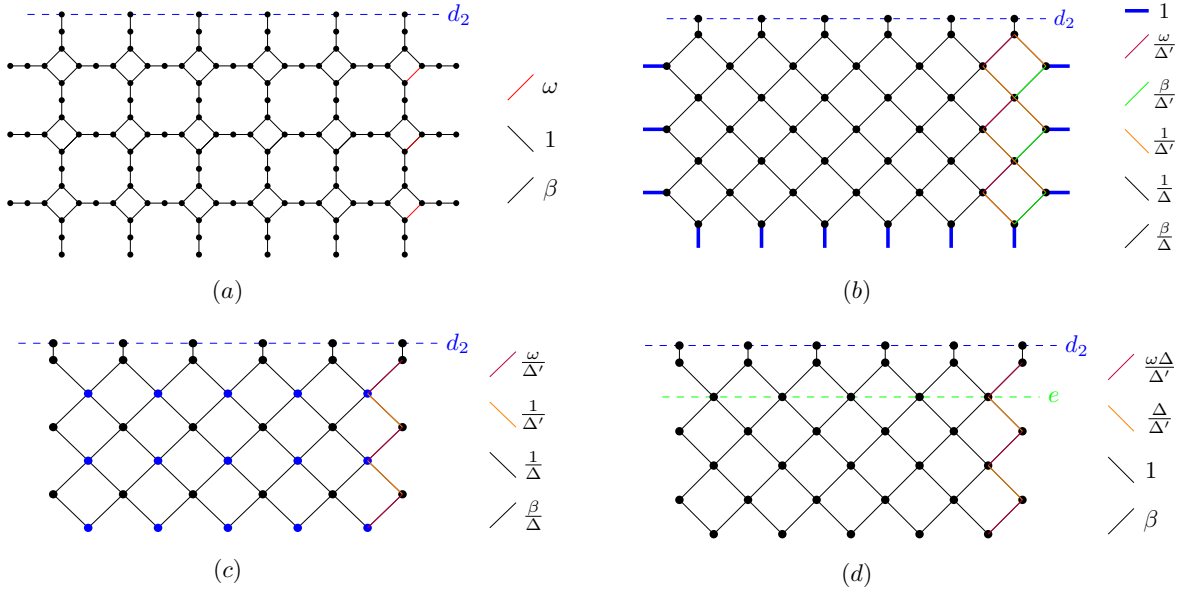 d₂
ω
1
β
(a)
d₂
1
ω/Δ′
β/Δ′
1/Δ′
1/Δ
β/Δ
(b)
d₂
ω/Δ′
1/Δ′
1/Δ
β/Δ
(c)
d₂
e
ωΔ/Δ′
Δ/Δ′
1
β
(d)